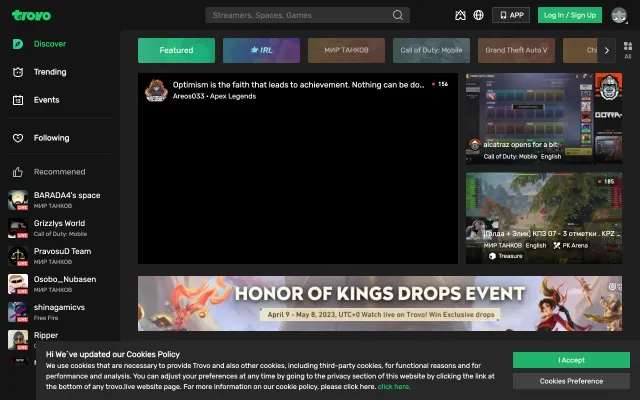 trovo
Streamers, Spaces, Games
APP
Log In / Sign Up
Discover
Trending
Events
Following
Recommened
BARADA4's space
МИР ТАНКОВ
LIVE
Grizzlys World
Call of Duty: Mobile
LIVE
PravosuD Team
МИР ТАНКОВ
LIVE
Osobo_Nubasen
МИР ТАНКОВ
LIVE
shinagamicvs
Free Fire
LIVE
Ripper
Featured
IRL
МИР ТАНКОВ
Call of Duty: Mobile
Grand Theft Auto V
All
Optimism is the faith that leads to achievement. Nothing can be do...
156
Areos033 • Apex Legends
alcatraz opens for a bit
Call of Duty: Mobile English
185
[Голда + Элик] КПЗ 07 - 3 отметки . KPZ ...
МИР ТАНКОВ English PK Arena
Treasure
HONOR OF KINGS DROPS EVENT
April 9 - May 8, 2023, UTC+0 Watch live on Trovo! Win Exclusive drops
Hi We've updated our Cookies Policy
We use cookies that are necessary to provide Trovo and also other cookies, including third-party cookies, for functional reasons and for
performance and analysis. You can adjust your preferences at any time by going to the privacy section of this website by clicking the link at
the bottom of any trovo.live website page. For more information on our cookie policy, please click here. click here.
I Accept
Cookies Preference